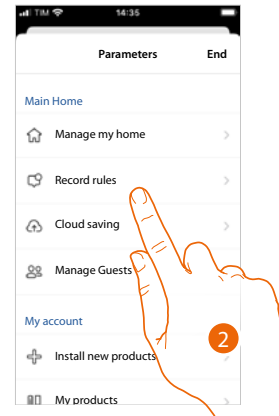 TIM 14:35
Parameters End
Main Home
Manage my home
Record rules
Cloud saving
Manage Guests
My account
2
Install new products
My products